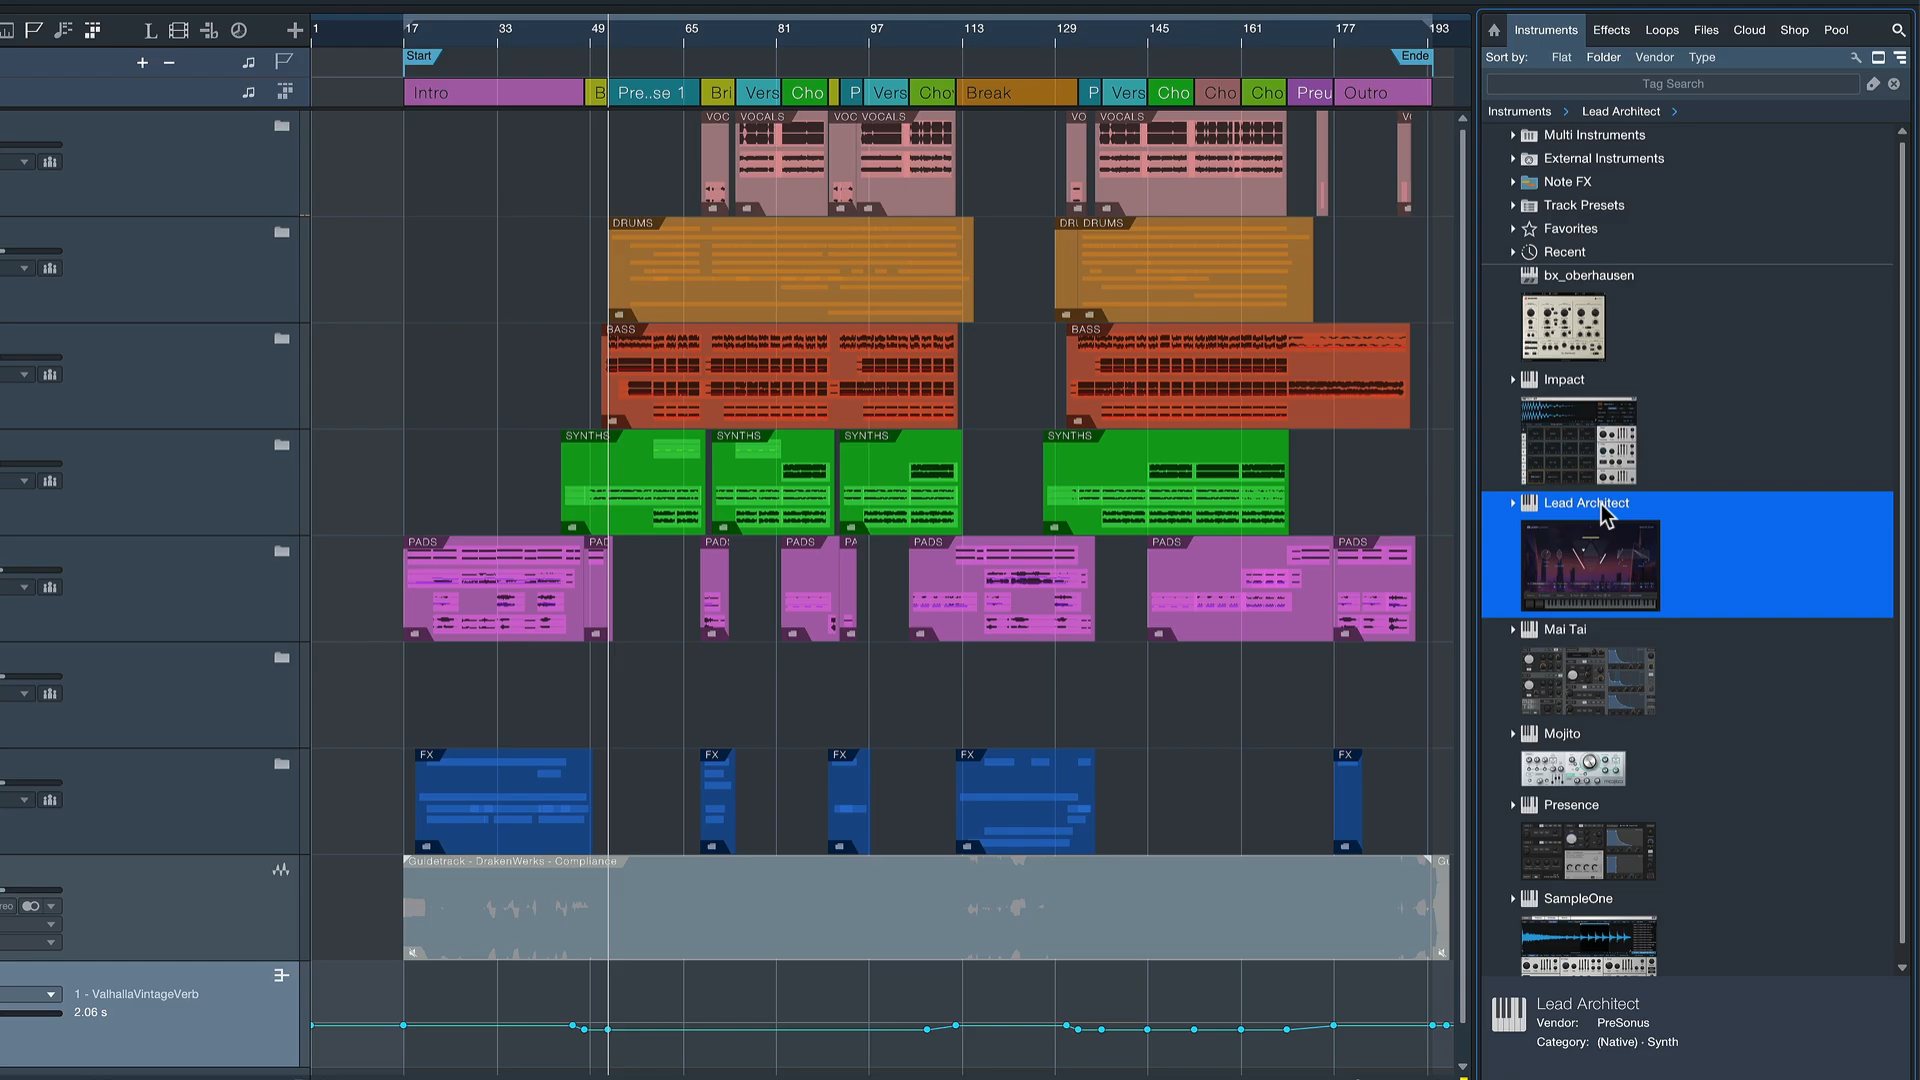 1 17 33 49 65 81 97 113 129 145 161 177 193
Start
Ende
Intro B Pre..se 1 Bri Vers Cho P Vers Cho Break P Vers Cho Cho Cho Preu Outro
VOC VOCALS VOC VOCALS VO VOCALS
DRUMS DRUMS
BASS BASS
SYNTHS SYNTHS SYNTHS SYNTHS
PADS PAD PADS PA PADS PADS PADS
FX FX FX FX FX
Guidetrack - DrakenWerks - Compliance
1 - ValhallaVintageVerb
2.06 s
Instruments Effects Loops Files Cloud Shop Pool
Sort by: Flat Folder Vendor Type
Tag Search
Instruments Lead Architect
Multi Instruments
External Instruments
Note FX
Track Presets
Favorites
Recent
bx_oberhausen
Impact
Lead Architect
Mai Tai
Mojito
Presence
SampleOne
Lead Architect
Vendor: PreSonus
Category: (Native) · Synth